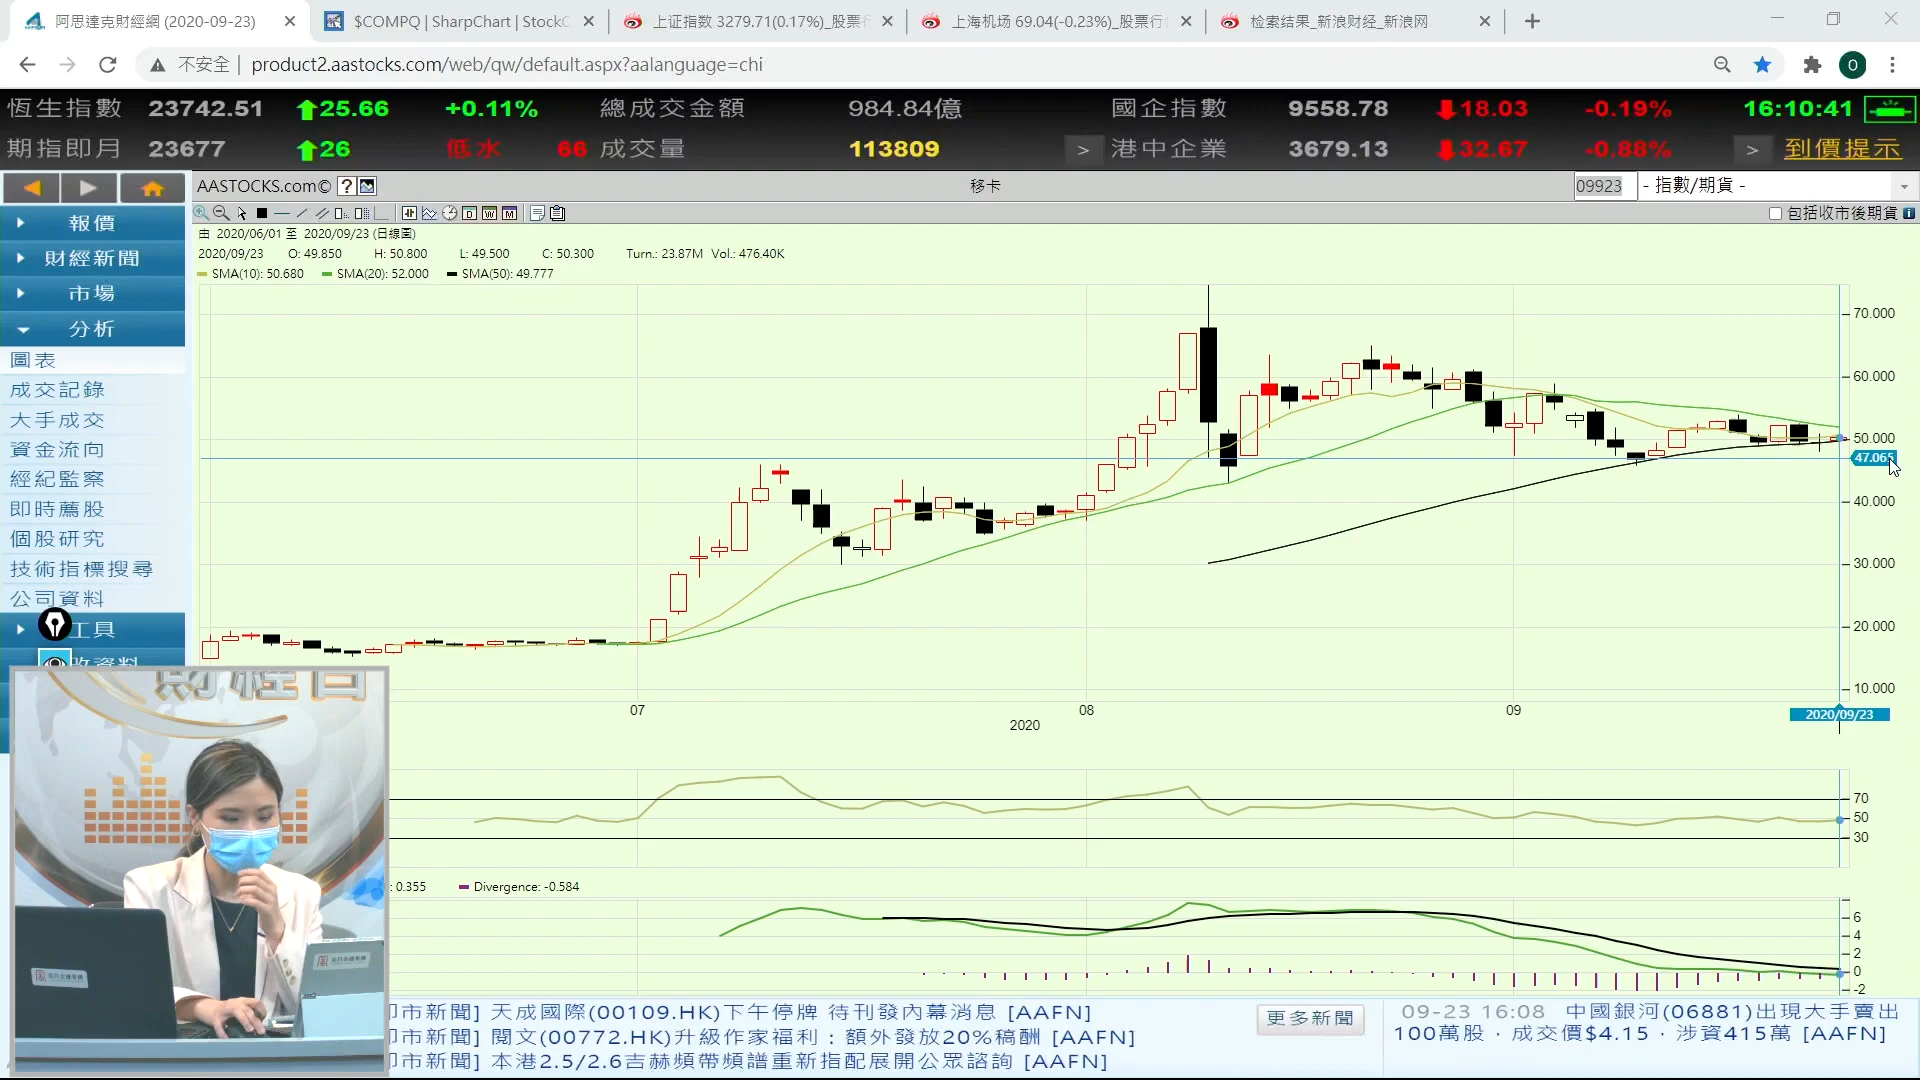 阿思達克財經網 (2020-09-23)
$COMPQ | SharpChart | StockC
上证指数 3279.71(0.17%)_股票行
上海机场 69.04(-0.23%)_股票行
检索结果_新浪财经_新浪网
不安全 | product2.aastocks.com/web/qw/default.aspx?aalanguage=chi
O
恆生指數 23742.51 25.66 +0.11% 總成交金額 984.84億 國企指數 9558.78 18.03 -0.19% 16:10:41
期指即月 23677 26 低水 66 成交量 113809 > 港中企業 3679.13 32.67 -0.88% > 到價提示
AASTOCKS.com© ? 移卡 09923 - 指數/期貨 -
D W M 包括收市後期貨 i
報價
財經新聞
市場
分析
圖表
成交記錄
大手成交
資金流向
經紀監察
即時薦股
個股研究
技術指標搜尋
公司資料
工具
由 2020/06/01 至 2020/09/23 (日線圖)
2020/09/23 O: 49.850 H: 50.800 L: 49.500 C: 50.300 Turn.: 23.87M Vol.: 476.40K
SMA(10): 50.680 SMA(20): 52.000 SMA(50): 49.777
70.000
60.000
50.000
47.065
40.000
30.000
20.000
10.000
07 08 09
2020
2020/09/23
70
50
30
: 0.355 Divergence: -0.584
6
4
2
0
-2
財經台
市新聞] 天成國際(00109.HK)下午停牌 待刊發內幕消息 [AAFN]
市新聞] 閱文(00772.HK)升級作家福利：額外發放20%稿酬 [AAFN]
市新聞] 本港2.5/2.6吉赫頻帶頻譜重新指配展開公眾諮詢 [AAFN]
更多新聞
09-23 16:08 中國銀河(06881)出現大手賣出
100萬股，成交價$4.15，涉資415萬 [AAFN]